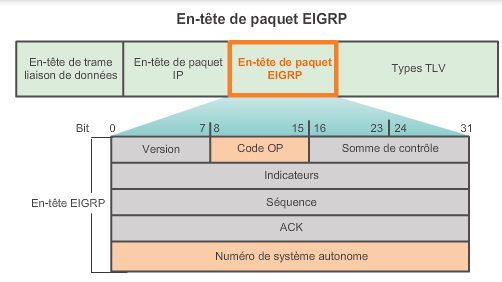 En-tête de paquet EIGRP
En-tête de trame
liaison de données
En-tête de paquet
IP
En-tête de paquet
EIGRP
Types TLV
Bit 0 7 8 15 16 23 24 31
Version Code OP Somme de contrôle
Indicateurs
Séquence
En-tête EIGRP
ACK
Numéro de système autonome